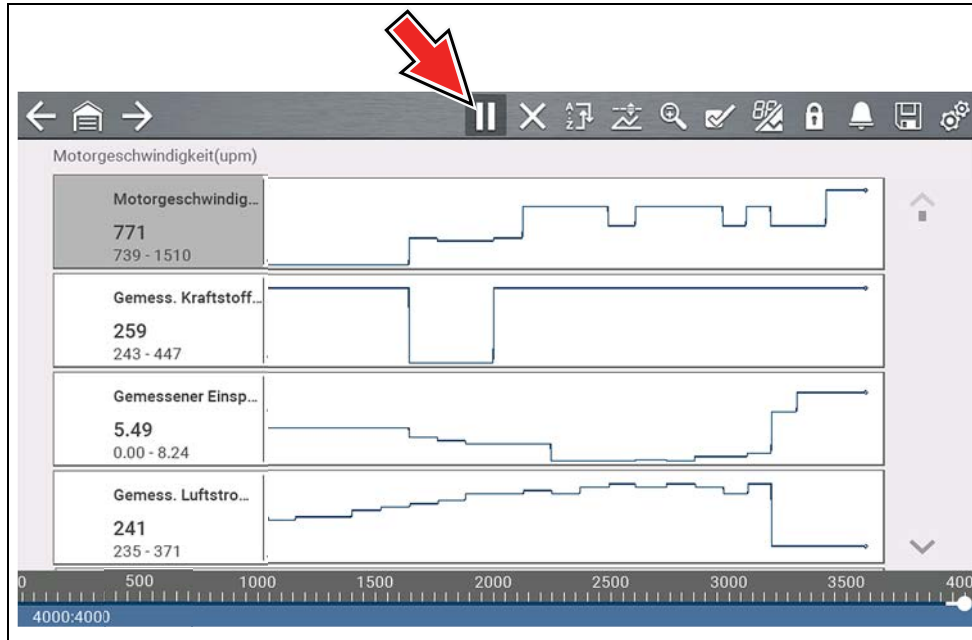 Motorgeschwindigkeit(upm)
Motorgeschwindig...
771
739 - 1510
Gemess. Kraftstoff...
259
243 - 447
Gemessener Einsp...
5.49
0.00 - 8.24
Gemess. Luftstro...
241
235 - 371
0 500 1000 1500 2000 2500 3000 3500 400
4000:4000